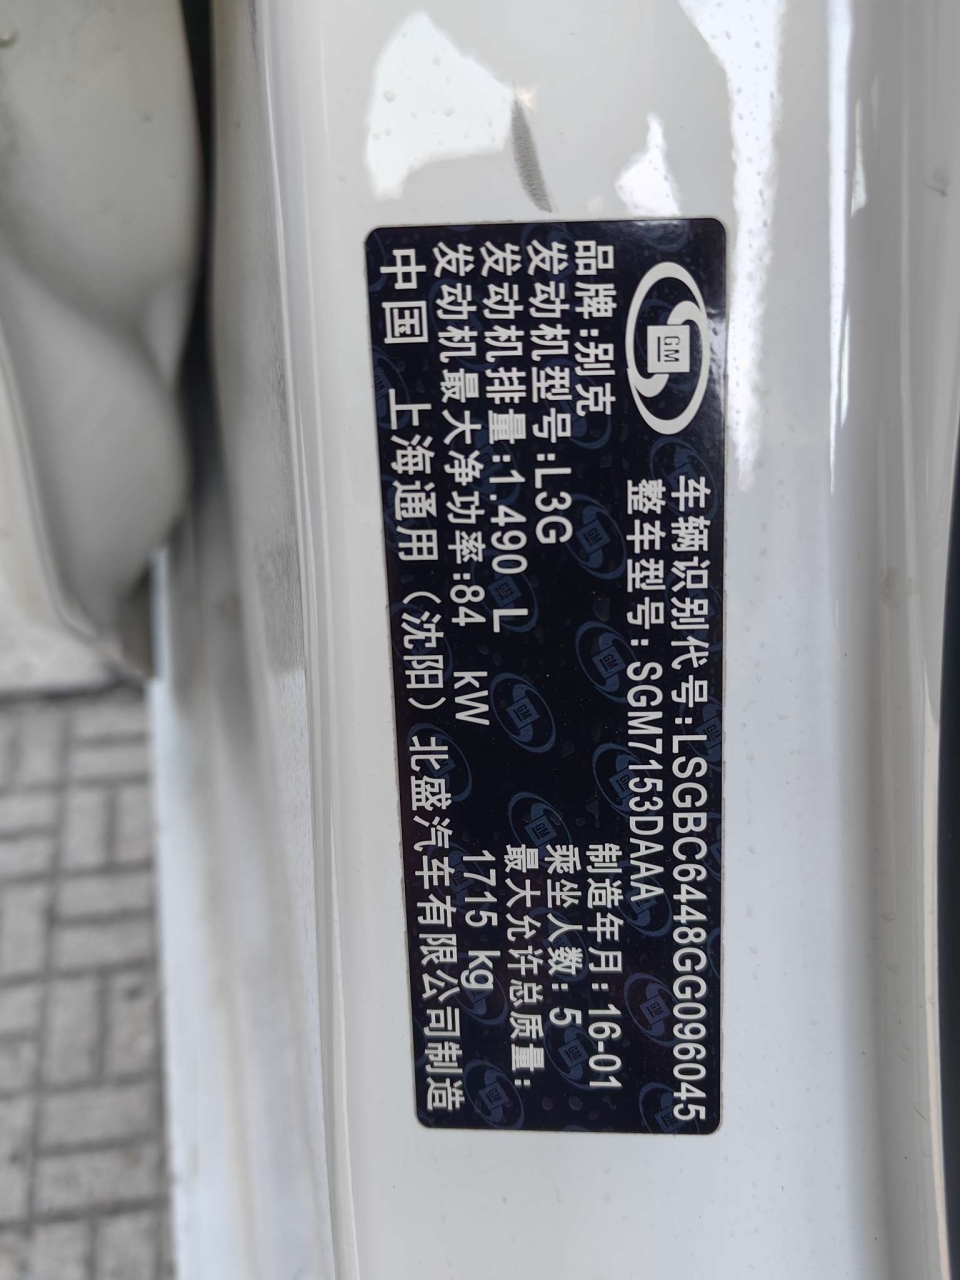 GM
车辆识别代号:LSGBC6448GG096045
整车型号:SGM7153DAAA
品牌:别克
制造年月:16-01
发动机型号:L3G
乘坐人数:5
发动机排量:1.490 L
最大允许总质量:
发动机最大净功率:84 kW
1715 kg
中国 上海通用（沈阳）北盛汽车有限公司制造